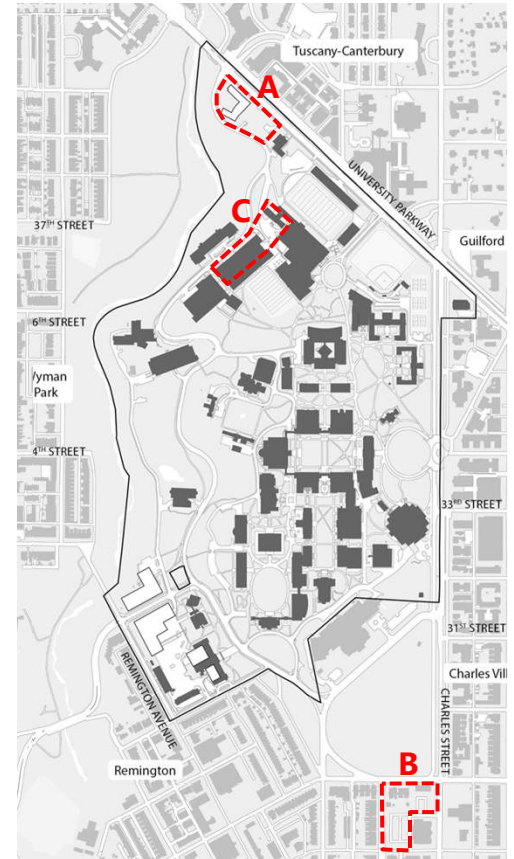 Tuscany-Canterbury
A
UNIVERSITY PARKWAY
C
37TH STREET
Guilford
6TH STREET
/yman
Park
4TH STREET
33RD STREET
31ST STREET
REMINGTON AVENUE
Charles Vill
CHARLES STREET
Remington
B